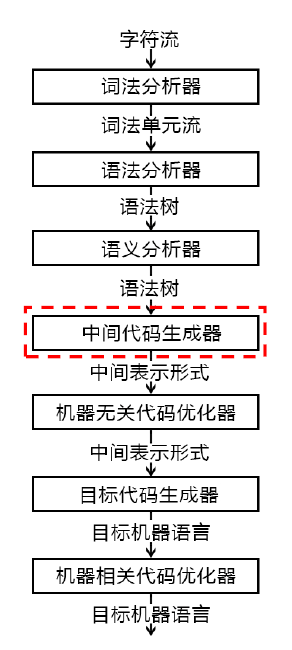 字符流
词法分析器
词法单元流
语法分析器
语法树
语义分析器
语法树
中间代码生成器
中间表示形式
机器无关代码优化器
中间表示形式
目标代码生成器
目标机器语言
机器相关代码优化器
目标机器语言